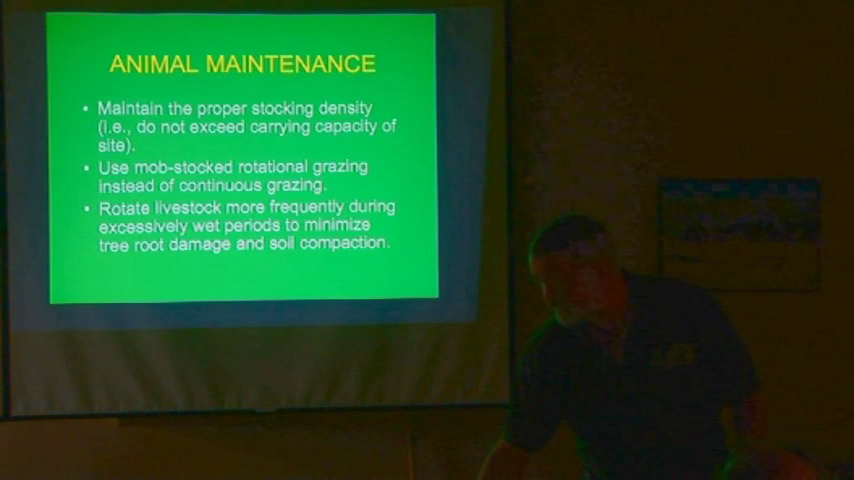 ANIMAL MAINTENANCE
• Maintain the proper stocking density
(i.e., do not exceed carrying capacity of
site).
• Use mob-stocked rotational grazing
instead of continuous grazing.
• Rotate livestock more frequently during
excessively wet periods to minimize
tree root damage and soil compaction.